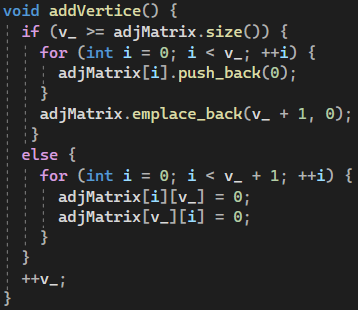 void addVertice() {
  if (v_ >= adjMatrix.size()) {
    for (int i = 0; i < v_; ++i) {
      adjMatrix[i].push_back(0);
    }
    adjMatrix.emplace_back(v_ + 1, 0);
   }
  else {
    for (int i = 0; i < v_ + 1; ++i) {
      adjMatrix[i][v_] = 0;
      adjMatrix[v_][i] = 0;
    }
  }
  ++v_;
}